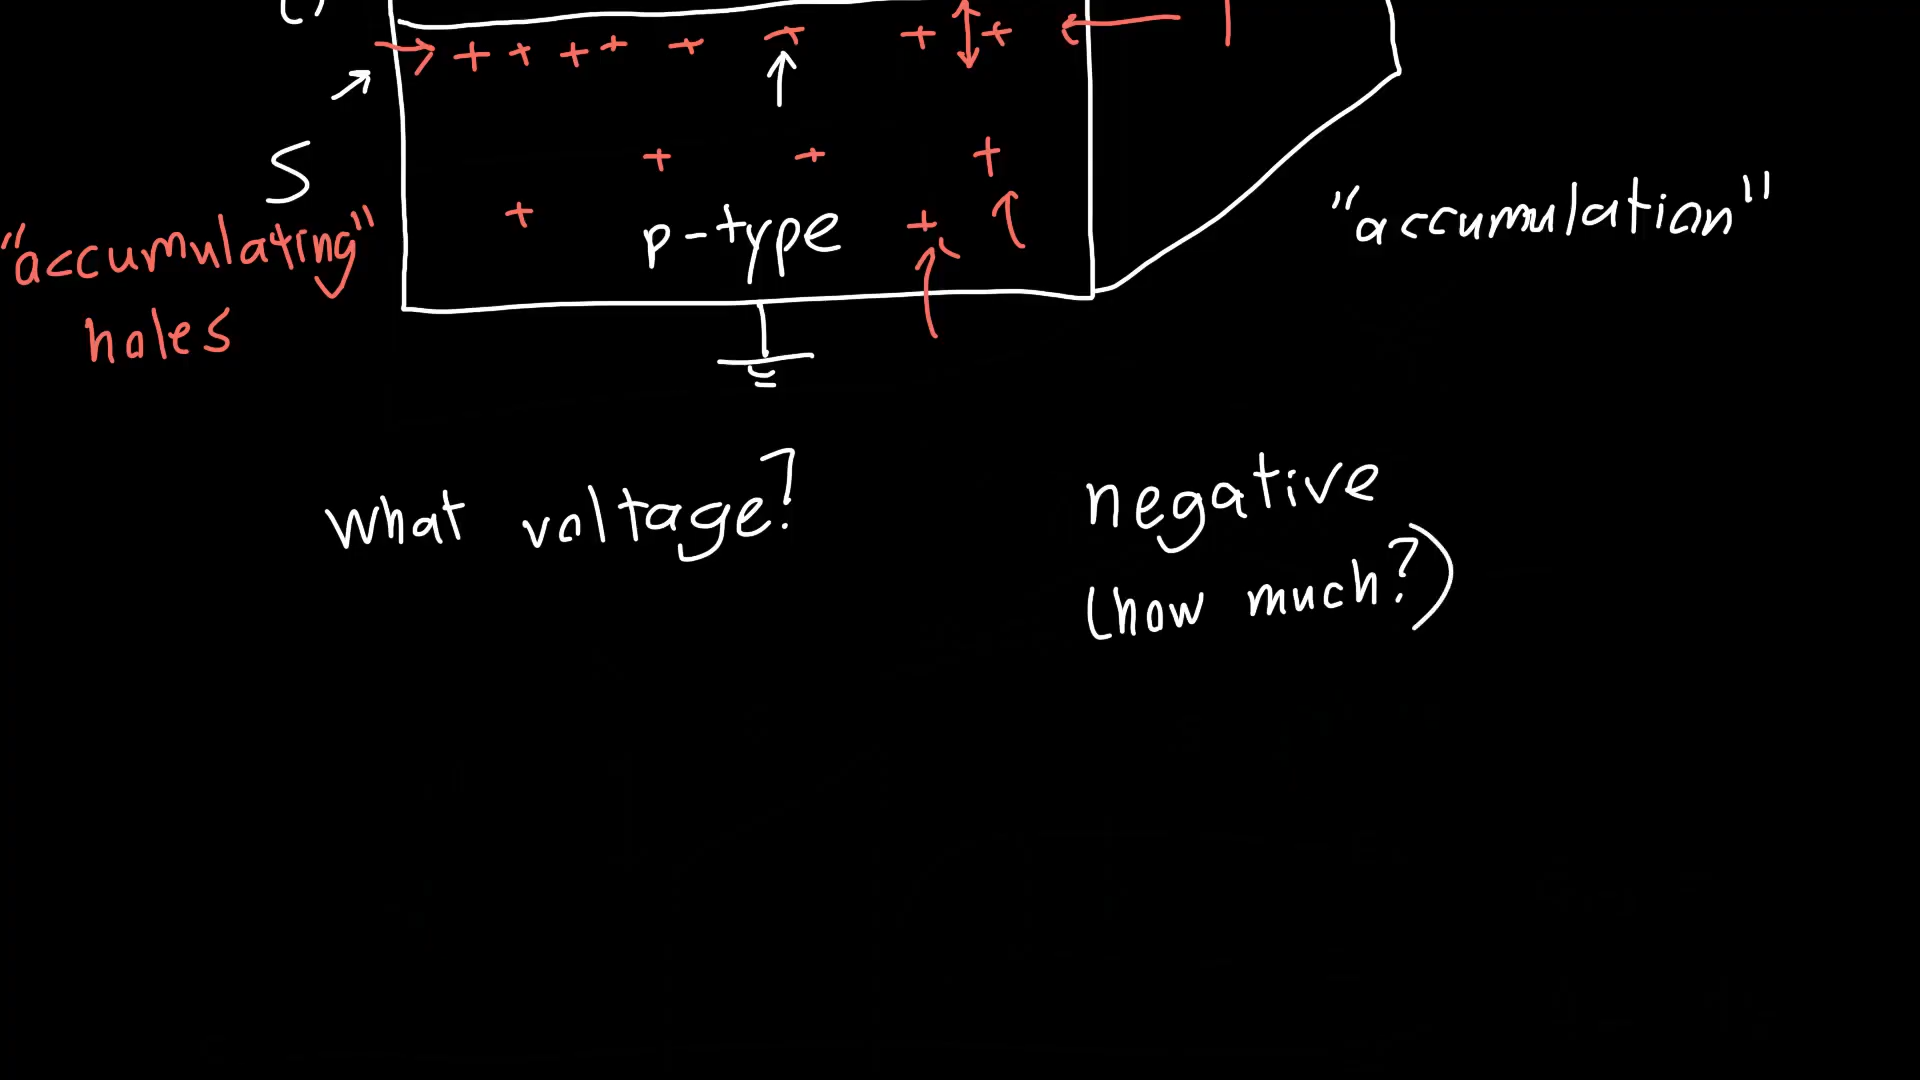 S
"accumulating"
holes
p-type
"accumulation"
what voltage?
negative
(how much?)